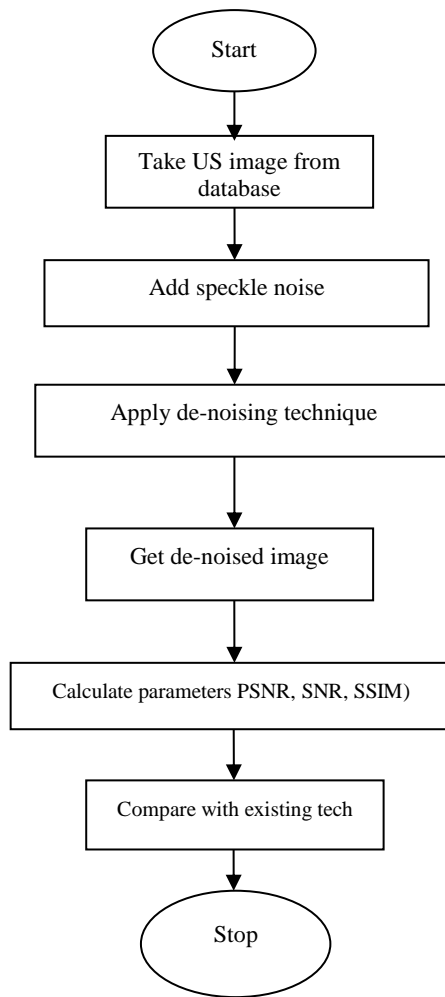 Start
Take US image from
database
Add speckle noise
Apply de-noising technique
Get de-noised image
Calculate parameters PSNR, SNR, SSIM)
Compare with existing tech
Stop